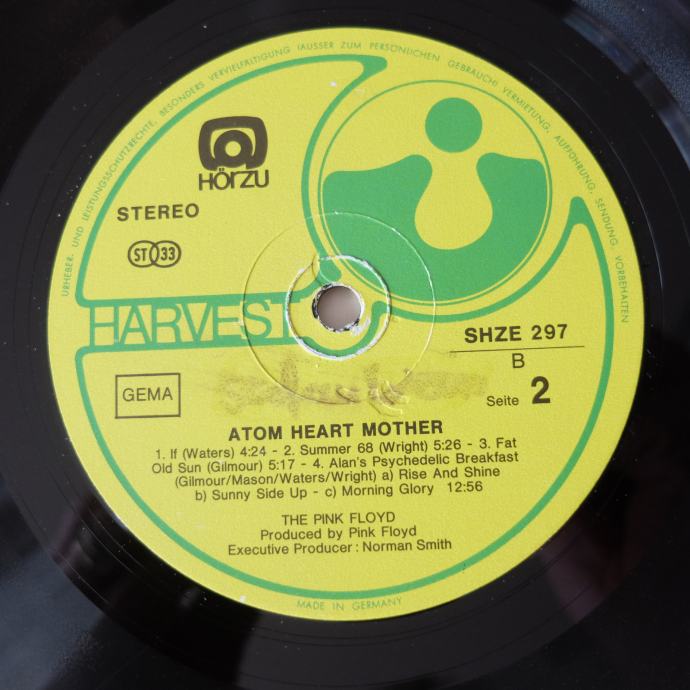 URHEBER- UND LEISTUNGSSCHUTZRECHTE, BESONDERS VERVIELFÄLTIGUNG (AUSSER ZUM PERSÖNLICHEN GEBRAUCH) VERMIETUNG, AUFFÜHRUNG, SENDUNG, VORBEHALTEN
HÖRZU
STEREO
ST 33
HARVEST
SHZE 297
B
Seite 2
GEMA
ATOM HEART MOTHER
1. If (Waters) 4:24 - 2. Summer 68 (Wright) 5:26 - 3. Fat
Old Sun (Gilmour) 5:17 - 4. Alan's Psychedelic Breakfast
(Gilmour/Mason/Waters/Wright) a) Rise And Shine
b) Sunny Side Up - c) Morning Glory 12:56
THE PINK FLOYD
Produced by Pink Floyd
Executive Producer: Norman Smith
MADE IN GERMANY